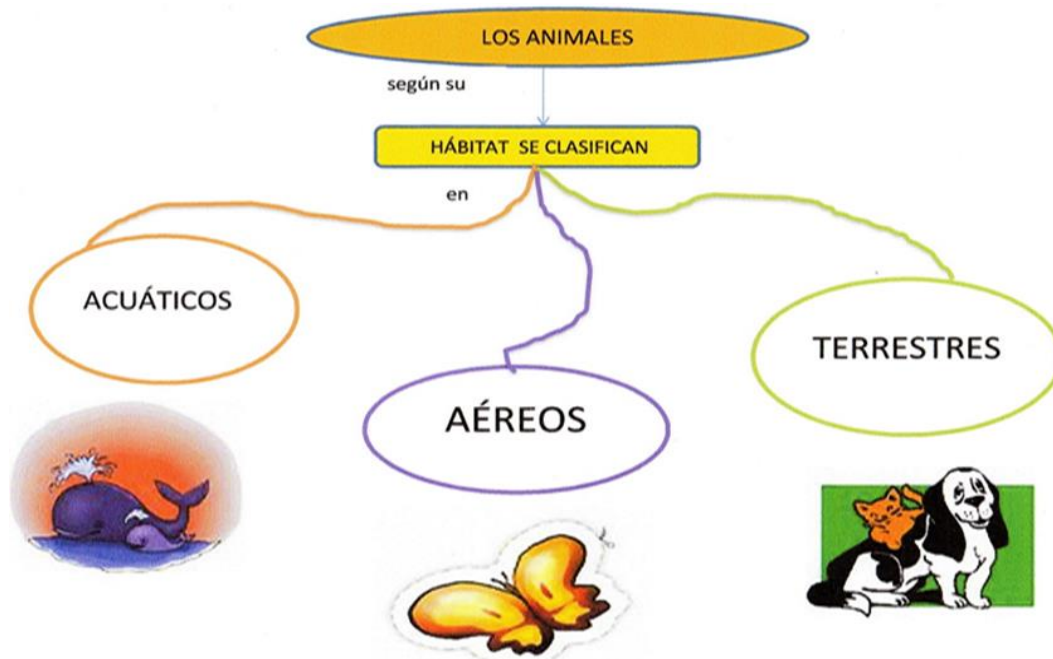 LOS ANIMALES
según su
HÁBITAT SE CLASIFICAN
en
ACUÁTICOS
AÉREOS
TERRESTRES